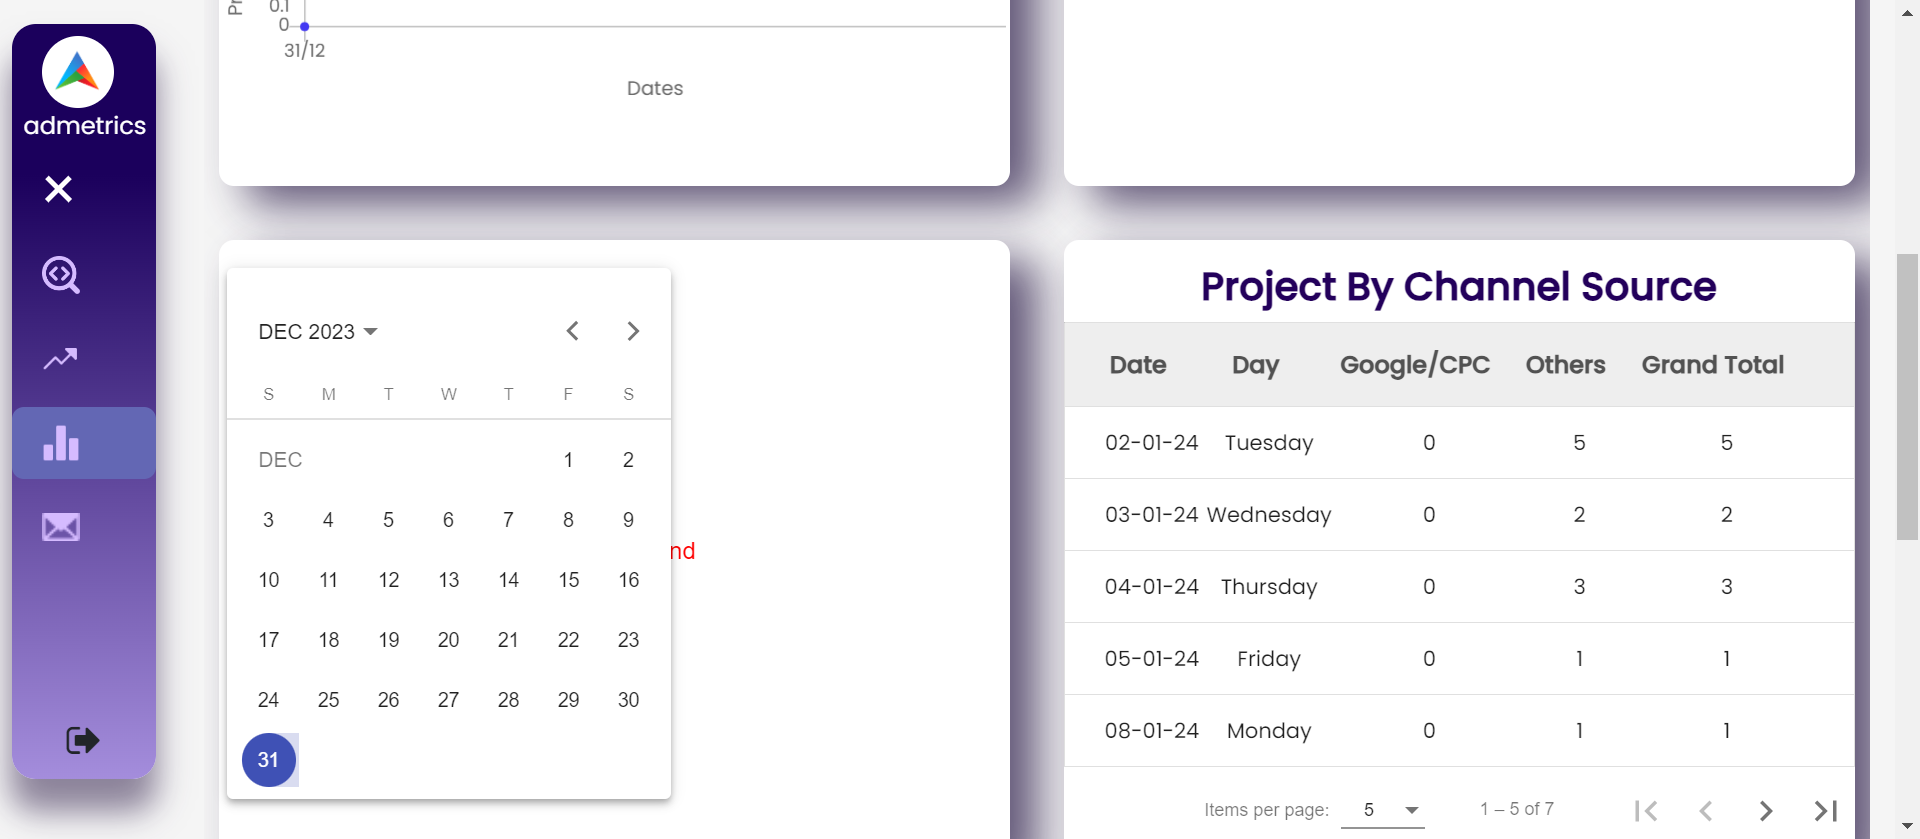 admetrics
Pr
0.1
0
31/12
Dates
DEC 2023
S M T W T F S
DEC 1 2
3 4 5 6 7 8 9
10 11 12 13 14 15 16
17 18 19 20 21 22 23
24 25 26 27 28 29 30
31
nd
Project By Channel Source
Date Day Google/CPC Others Grand Total
02-01-24 Tuesday 0 5 5
03-01-24 Wednesday 0 2 2
04-01-24 Thursday 0 3 3
05-01-24 Friday 0 1 1
08-01-24 Monday 0 1 1
Items per page: 5 1 – 5 of 7